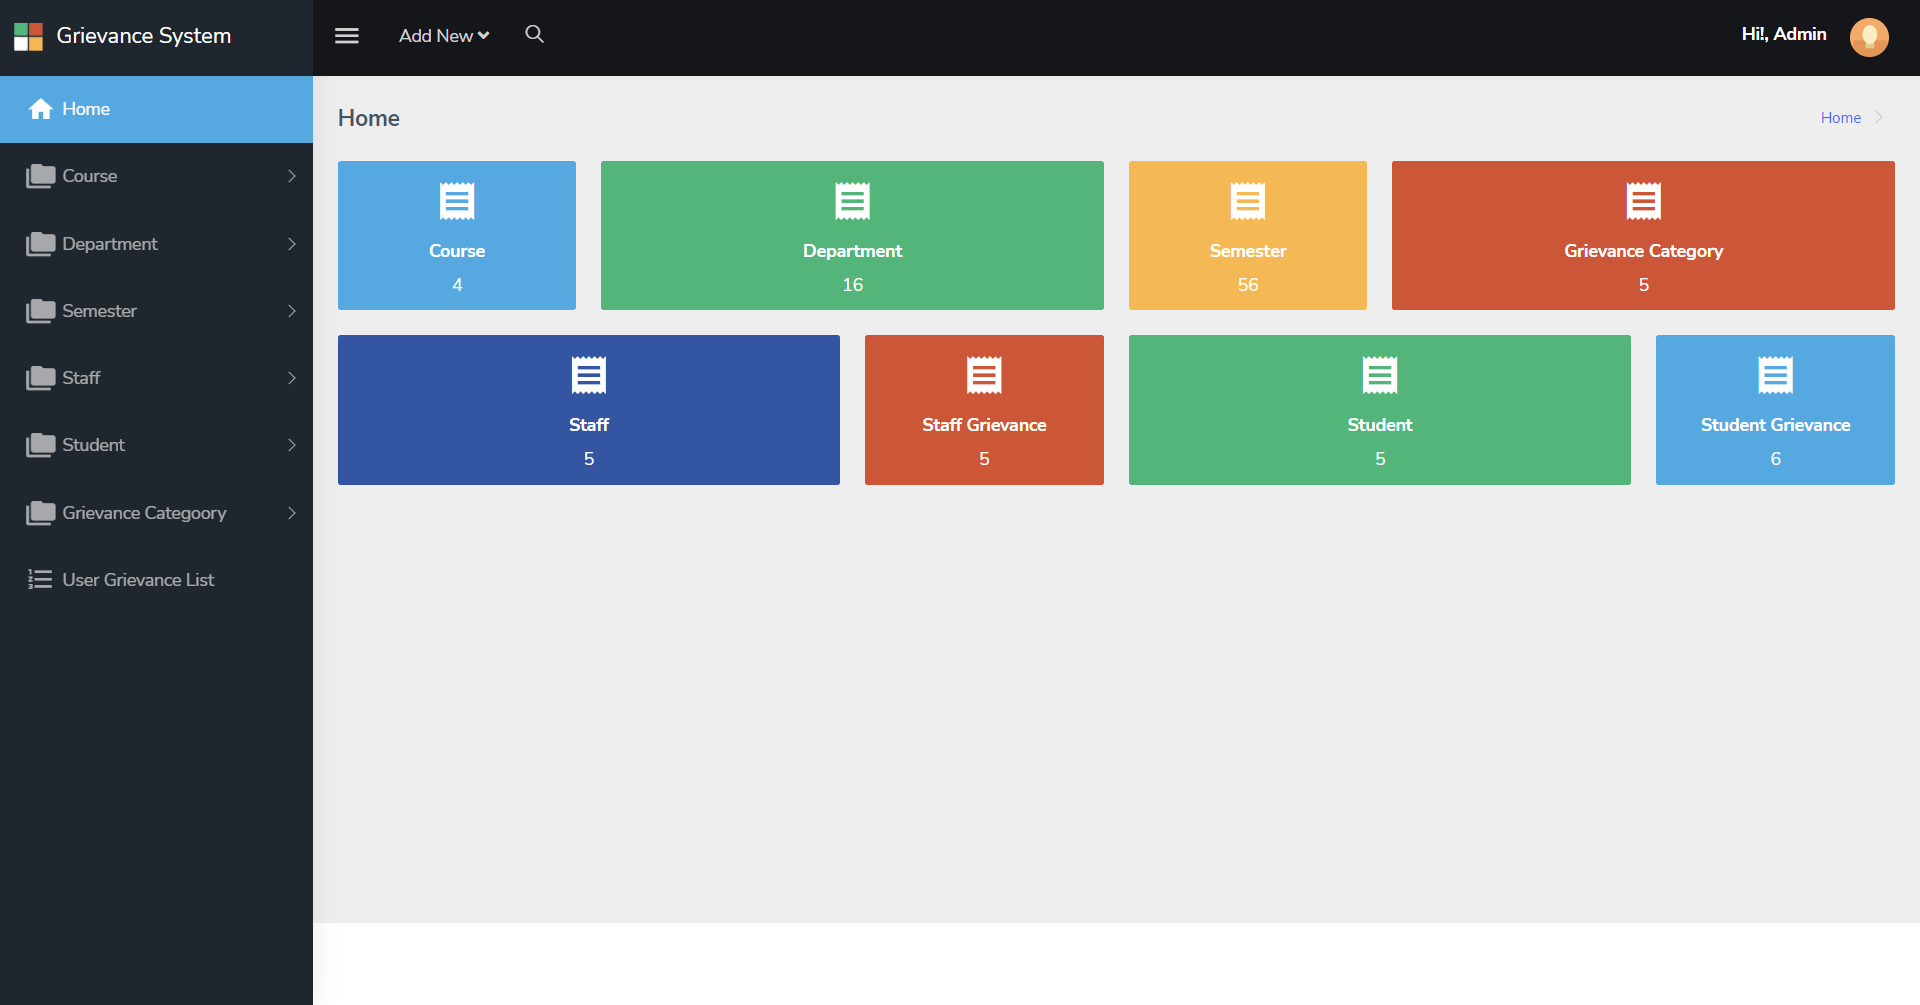 Grievance System
Add New
Hi!, Admin
Home
Course
Department
Semester
Staff
Student
Grievance Categoory
User Grievance List
Home
Home
Course
4
Department
16
Semester
56
Grievance Category
5
Staff
5
Staff Grievance
5
Student
5
Student Grievance
6